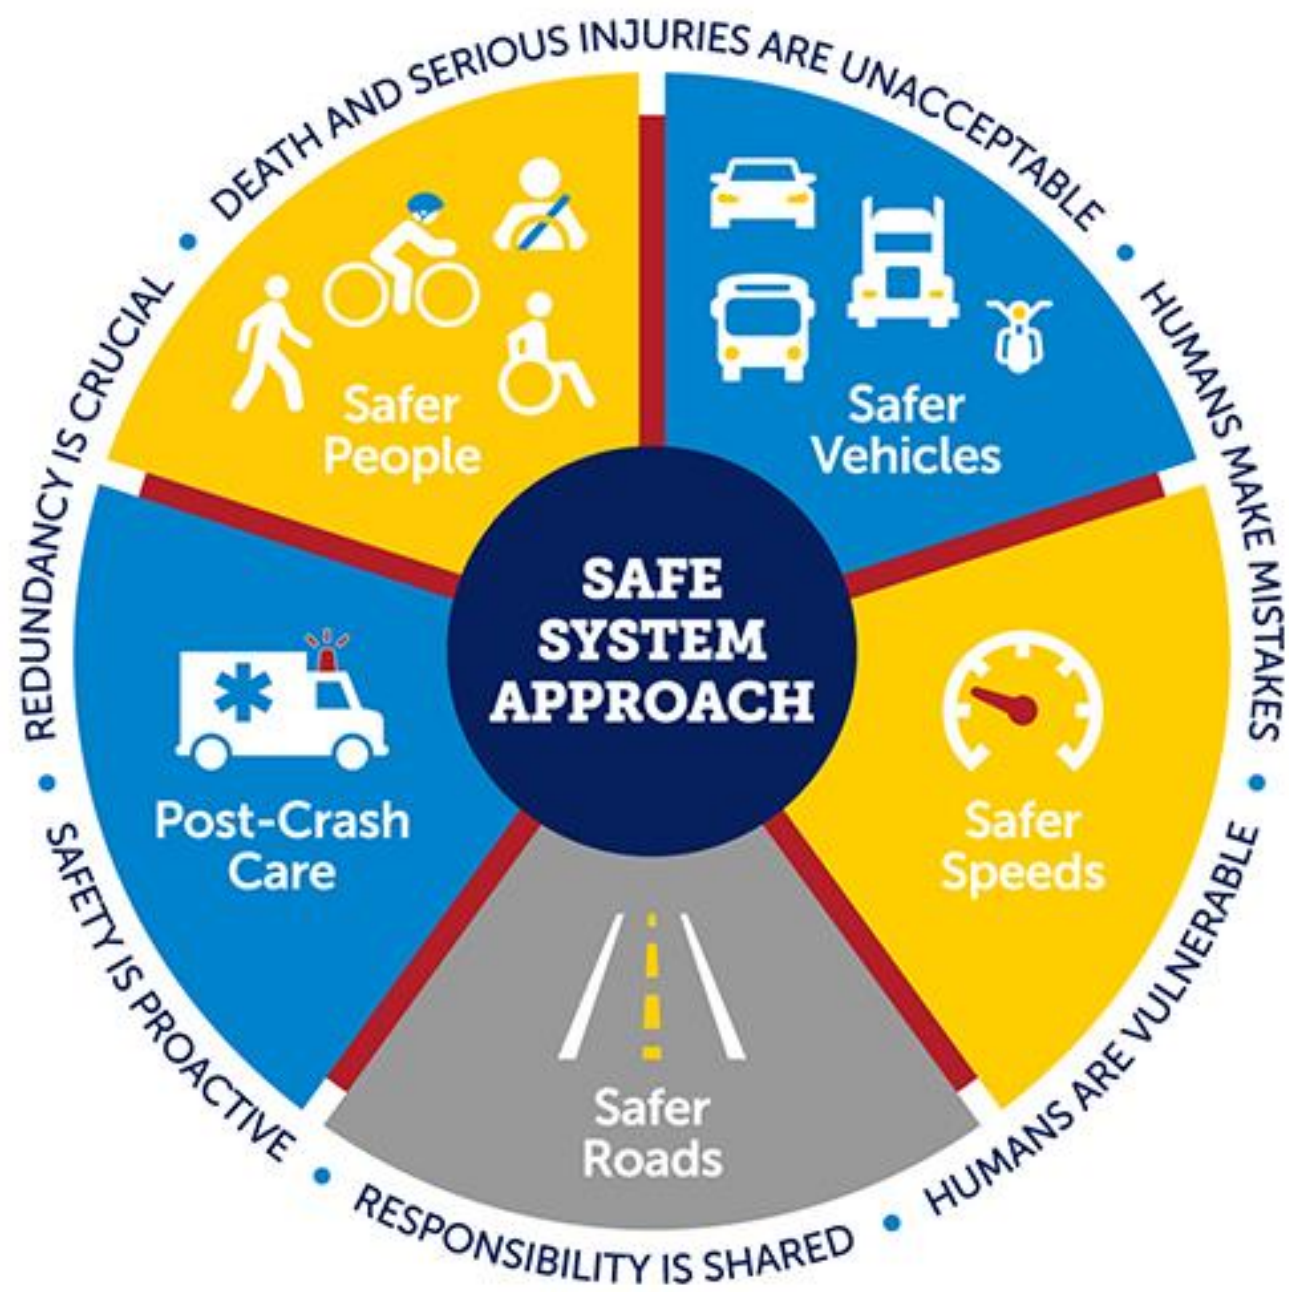 DEATH AND SERIOUS INJURIES ARE UNACCEPTABLE
HUMANS MAKE MISTAKES
HUMANS ARE VULNERABLE
RESPONSIBILITY IS SHARED
SAFETY IS PROACTIVE
REDUNDANCY IS CRUCIAL
Safer
People
Safer
Vehicles
SAFE
SYSTEM
APPROACH
Post-Crash
Care
Safer
Speeds
Safer
Roads